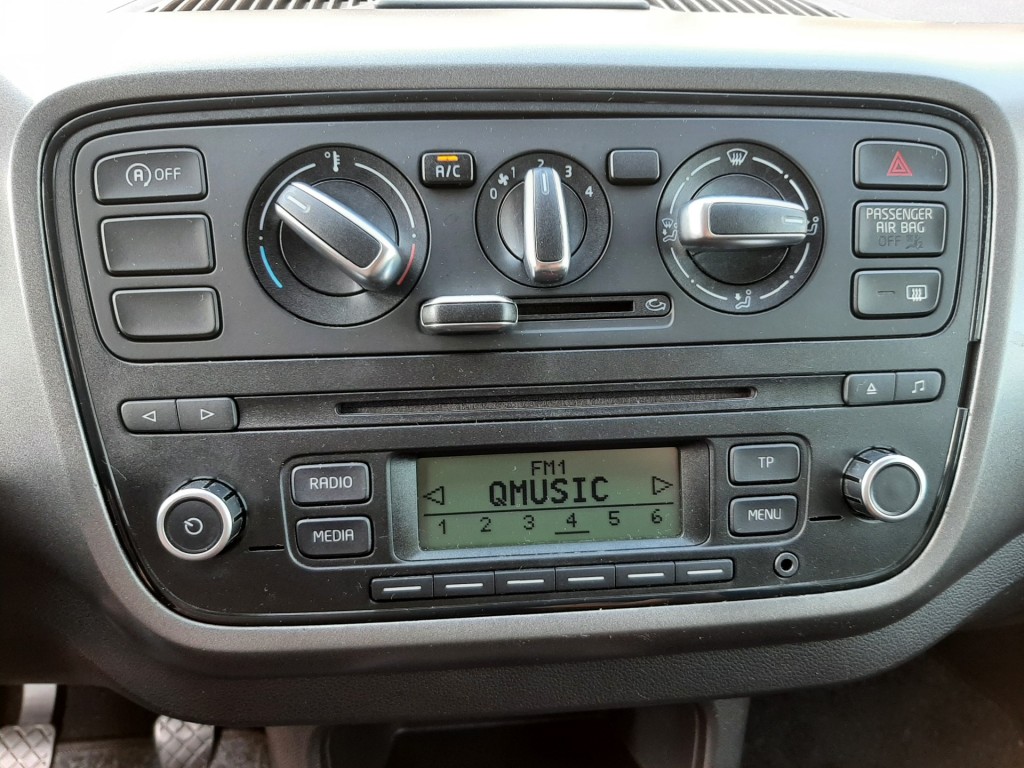 (A) OFF
A/C
0 1 2 3 4
PASSENGER
AIR BAG
OFF
RADIO
MEDIA
FM1
QMUSIC
1 2 3 4 5 6
TP
MENU